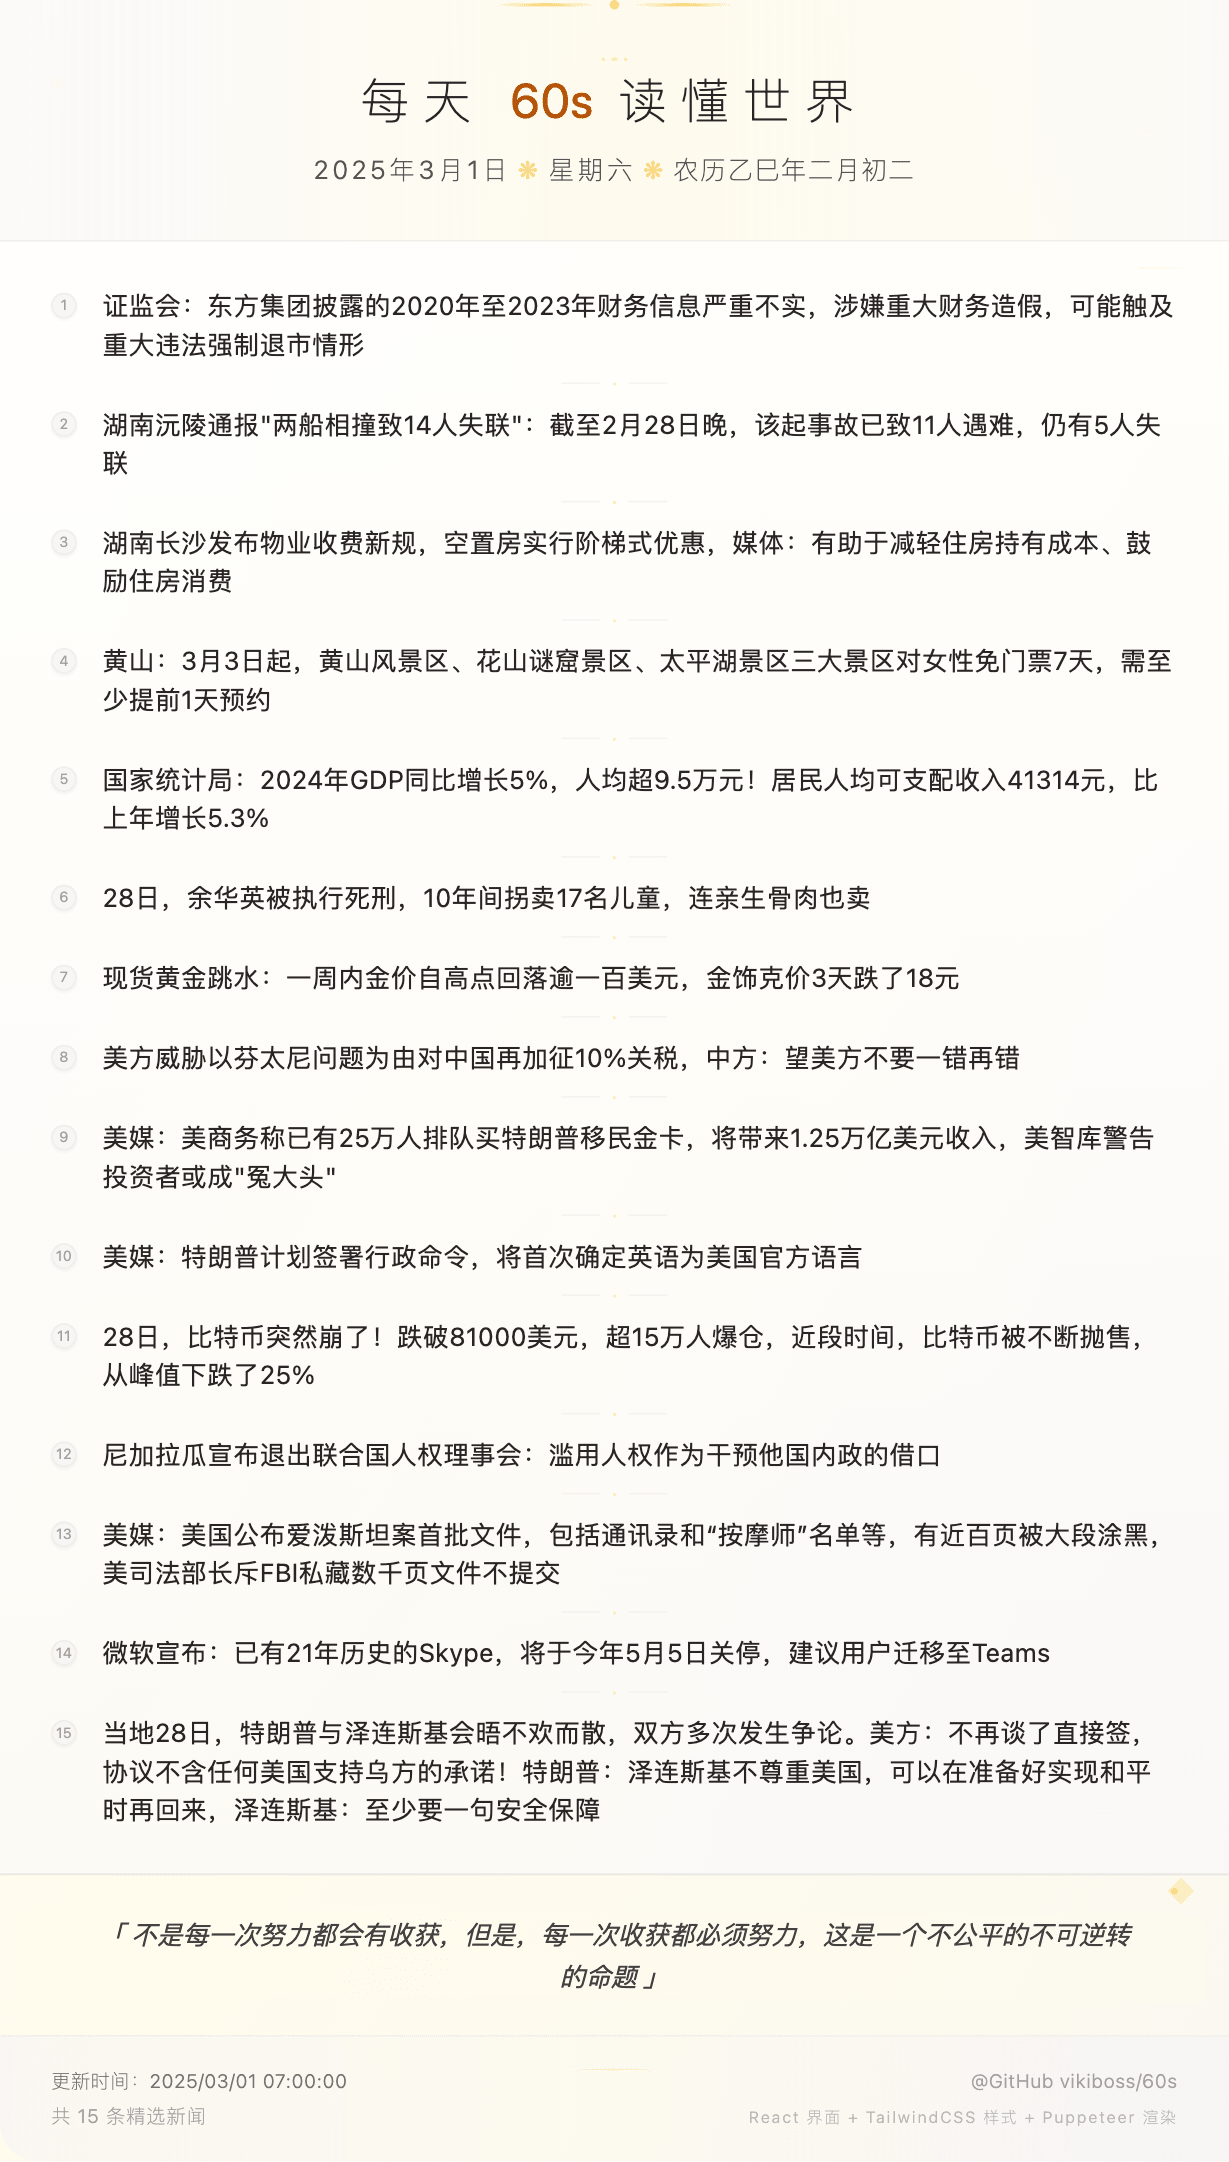 每天 60s 读懂世界
2025年3月1日 ❋ 星期六 ❋ 农历乙巳年二月初二
1 证监会：东方集团披露的2020年至2023年财务信息严重不实，涉嫌重大财务造假，可能触及
重大违法强制退市情形
2 湖南沅陵通报"两船相撞致14人失联"：截至2月28日晚，该起事故已致11人遇难，仍有5人失
联
3 湖南长沙发布物业收费新规，空置房实行阶梯式优惠，媒体：有助于减轻住房持有成本、鼓
励住房消费
4 黄山：3月3日起，黄山风景区、花山谜窟景区、太平湖景区三大景区对女性免门票7天，需至
少提前1天预约
5 国家统计局：2024年GDP同比增长5%，人均超9.5万元！居民人均可支配收入41314元，比
上年增长5.3%
6 28日，余华英被执行死刑，10年间拐卖17名儿童，连亲生骨肉也卖
7 现货黄金跳水：一周内金价自高点回落逾一百美元，金饰克价3天跌了18元
8 美方威胁以芬太尼问题为由对中国再加征10%关税，中方：望美方不要一错再错
9 美媒：美商务称已有25万人排队买特朗普移民金卡，将带来1.25万亿美元收入，美智库警告
投资者或成"冤大头"
10 美媒：特朗普计划签署行政命令，将首次确定英语为美国官方语言
11 28日，比特币突然崩了！跌破81000美元，超15万人爆仓，近段时间，比特币被不断抛售，
从峰值下跌了25%
12 尼加拉瓜宣布退出联合国人权理事会：滥用人权作为干预他国内政的借口
13 美媒：美国公布爱泼斯坦案首批文件，包括通讯录和“按摩师”名单等，有近百页被大段涂黑，
美司法部长斥FBI私藏数千页文件不提交
14 微软宣布：已有21年历史的Skype，将于今年5月5日关停，建议用户迁移至Teams
15 当地28日，特朗普与泽连斯基会晤不欢而散，双方多次发生争论。美方：不再谈了直接签，
协议不含任何美国支持乌方的承诺！特朗普：泽连斯基不尊重美国，可以在准备好实现和平
时再回来，泽连斯基：至少要一句安全保障
「 不是每一次努力都会有收获，但是，每一次收获都必须努力，这是一个不公平的不可逆转
的命题 」
更新时间：2025/03/01 07:00:00
@GitHub vikiboss/60s
共 15 条精选新闻
React 界面 + TailwindCSS 样式 + Puppeteer 渲染